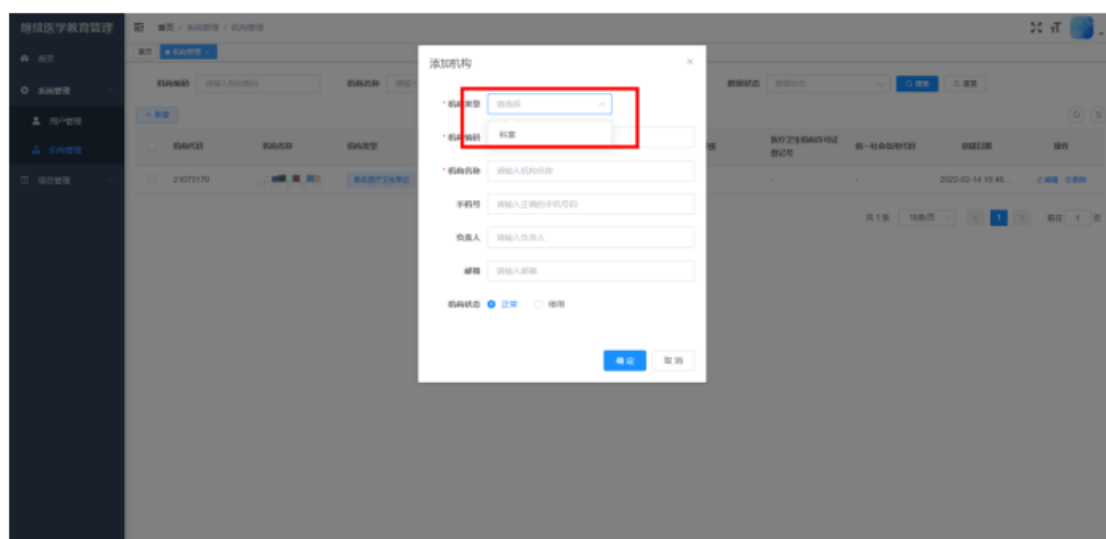 继续医学教育管理
首页 / 系统管理 / 机构管理
首页
机构管理
首页
系统管理
用户管理
机构管理
项目管理
机构编码 请输入机构编码
机构名称
数据状态 数据状态
搜索
重置
+ 新增
机构代码
机构名称
机构类型
医疗卫生机构许可证
登记号
统一社会信用代码
创建日期
操作
21073170
-
-
2022-02-14 15:46...
编辑
共 1 条
10条/页
1
前往 1 页
添加机构
* 机构类型 请选择
科室
* 机构编码
* 机构名称 请输入机构名称
手机号 请输入正确的手机号码
负责人 请输入负责人
邮箱 请输入邮箱
机构状态 正常 停用
确 定
取 消